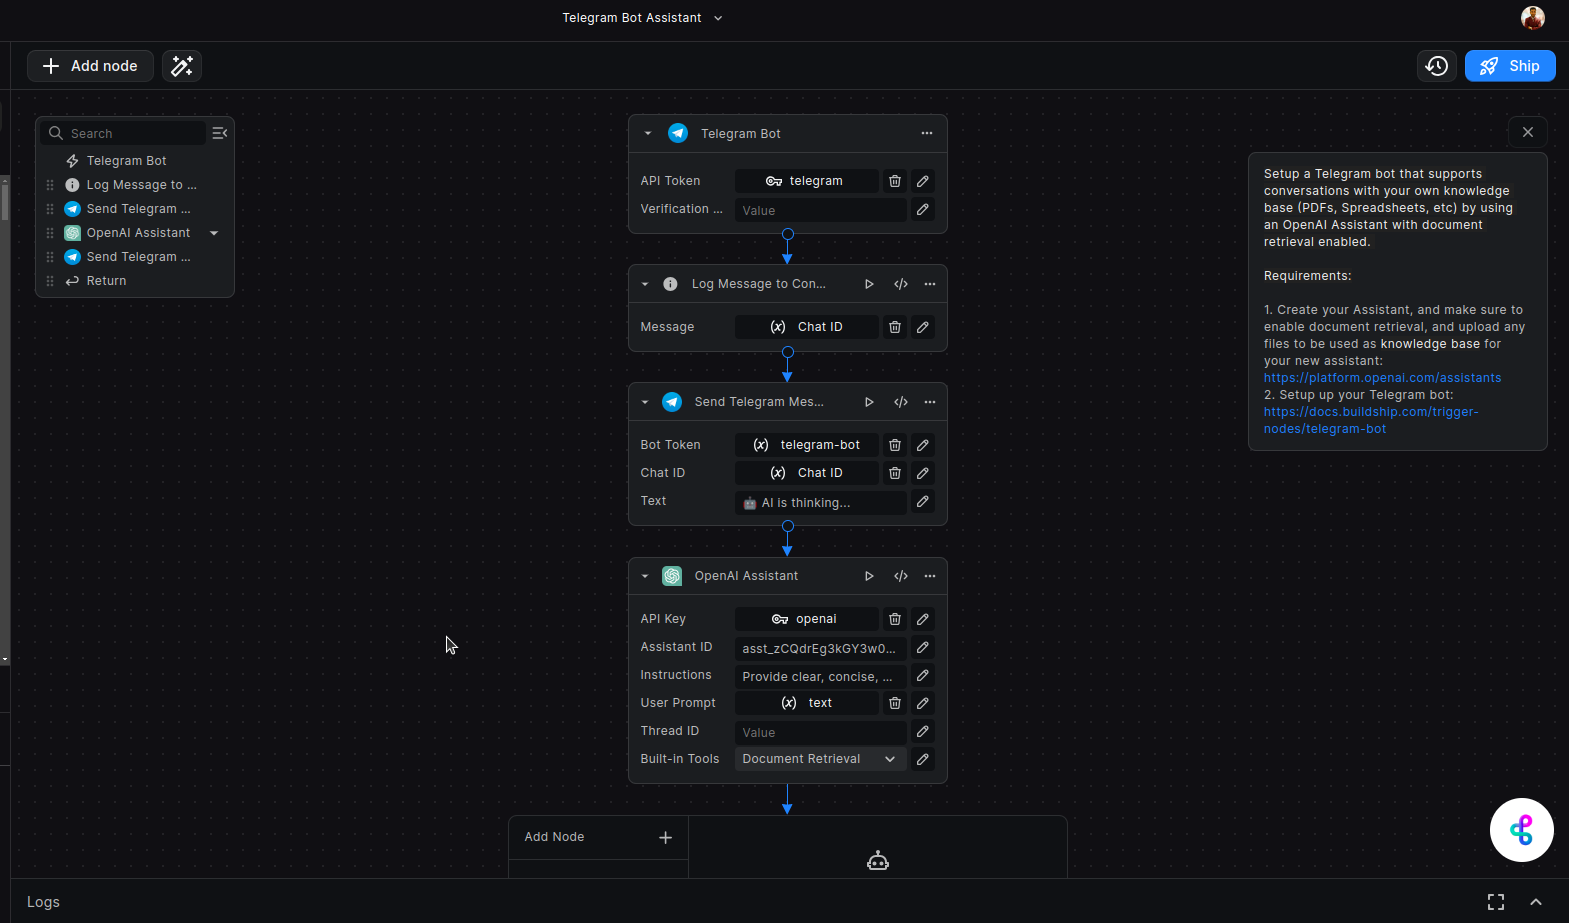 Telegram Bot Assistant
Add node
Ship
Search
Telegram Bot
Log Message to ...
Send Telegram ...
OpenAI Assistant
Send Telegram ...
Return
Telegram Bot
API Token
telegram
Verification ...
Value
Log Message to Con...
Message
(x) Chat ID
Send Telegram Mes...
Bot Token
(x) telegram-bot
Chat ID
(x) Chat ID
Text
🤖 AI is thinking...
OpenAI Assistant
API Key
openai
Assistant ID
asst_zCQdrEg3kGY3w0...
Instructions
Provide clear, concise, ...
User Prompt
(x) text
Thread ID
Value
Built-in Tools
Document Retrieval
Add Node
Setup a Telegram bot that supports
conversations with your own knowledge
base (PDFs, Spreadsheets, etc) by using
an OpenAI Assistant with document
retrieval enabled.
Requirements:
1. Create your Assistant, and make sure to
enable document retrieval, and upload any
files to be used as knowledge base for
your new assistant:
https://platform.openai.com/assistants
2. Setup up your Telegram bot:
https://docs.buildship.com/trigger-
nodes/telegram-bot
Logs